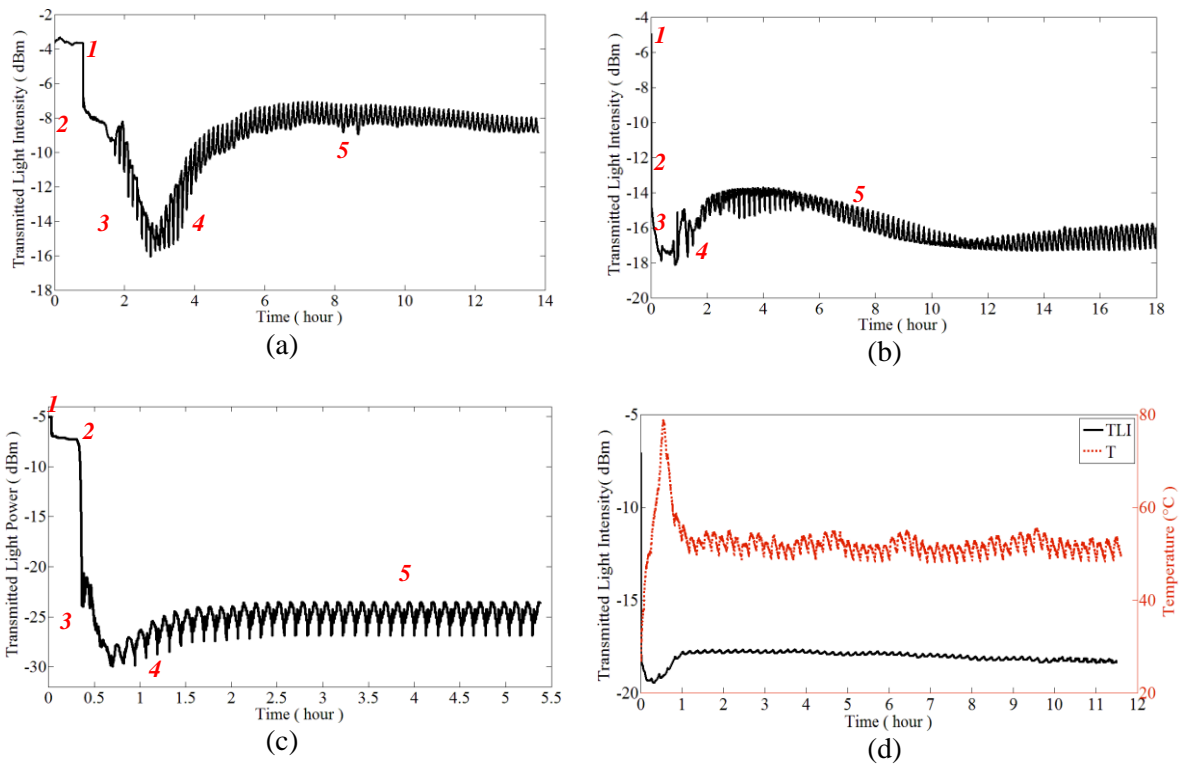 -2
-4
-6
-8
-10
-12
-14
-16
-18
0 2 4 6 8 10 12 14
Transmitted Light Intensity ( dBm )
Time ( hour )
1
2
3
4
5
(a)
-4
-6
-8
-10
-12
-14
-16
-18
-20
0 2 4 6 8 10 12 14 16 18
Transmitted Light Intensity ( dBm )
Time ( hour )
1
2
3
4
5
(b)
-5
-10
-15
-20
-25
-30
0 0.5 1 1.5 2 2.5 3 3.5 4 4.5 5 5.5
Transmitted Light Power ( dBm )
Time ( hour )
1
2
3
4
5
(c)
-5
-10
-15
-20
0 1 2 3 4 5 6 7 8 9 10 11 12
Transmitted Light Intensity( dBm )
Time ( hour )
TLI
T
80
60
40
20
Temperature (°C )
(d)